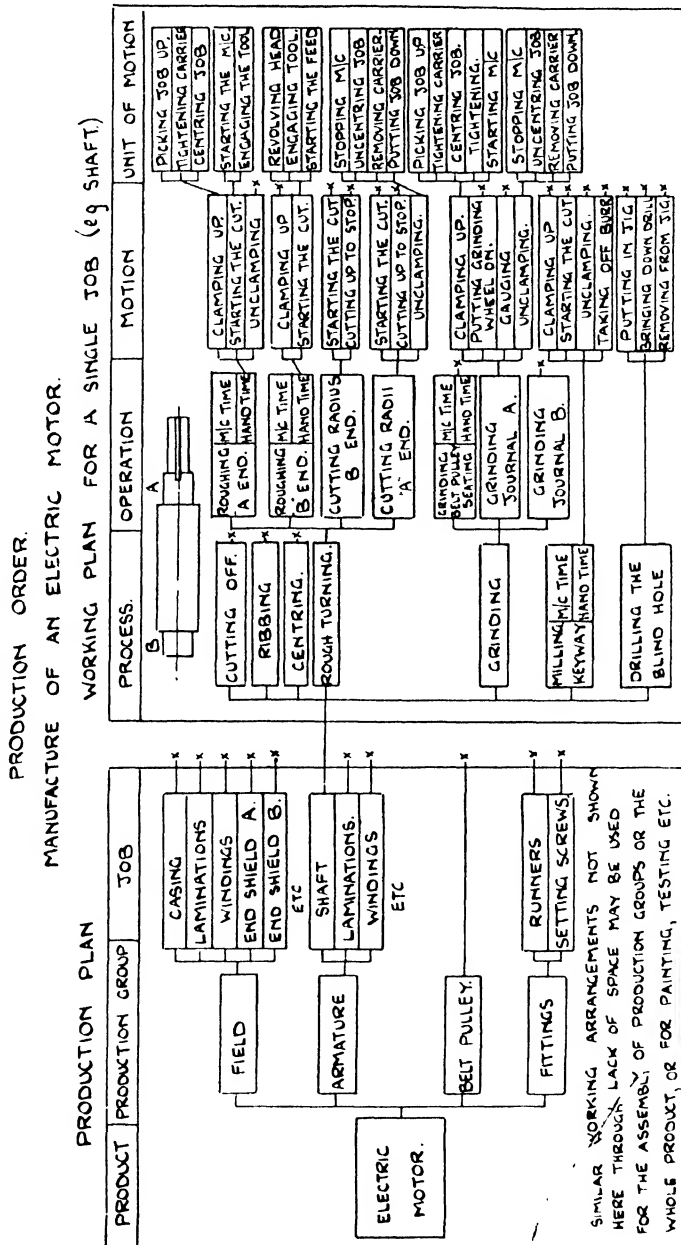 PRODUCTION ORDER.
MANUFACTURE OF AN ELECTRIC MOTOR.
PRODUCTION PLAN
PRODUCT
PRODUCTION GROUP
JOB
ELECTRIC
MOTOR.
FIELD
CASING
LAMINATIONS
WINDINGS
END SHIELD A.
END SHIELD B.
ETC
ARMATURE
SHAFT
LAMINATIONS.
WINDINGS
ETC
BELT PULLEY.
FITTINGS
RUNNERS
SETTING SCREWS.
SIMILAR WORKING ARRANGEMENTS NOT SHOWN
HERE THROUGH LACK OF SPACE MAY BE USED
FOR THE ASSEMBLY OF PRODUCTION GROUPS OR THE
WHOLE PRODUCT, OR FOR PAINTING, TESTING ETC.
WORKING PLAN FOR A SINGLE JOB (eg SHAFT.)
PROCESS.
OPERATION
MOTION
UNIT OF MOTION
B
A
CUTTING OFF.
RIBBING
CENTRING.
ROUGH TURNING.
GRINDING
MILLING
KEYWAY
M/C TIME
HAND TIME
DRILLING THE
BLIND HOLE
ROUGHING
A END.
M/C TIME
HAND TIME
ROUGHING
"B" END.
M/C TIME
HAND TIME
CUTTING RADIUS
B END.
CUTTING RADII
"A" END.
GRINDING
BELT PULLEY
SEATING
M/C TIME
HAND TIME
GRINDING
JOURNAL A.
GRINDING
JOURNAL B.
CLAMPING UP.
STARTING THE CUT.
UNCLAMPING
CLAMPING UP
STARTING THE CUT.
STARTING THE CUT
CUTTING UP TO STOP
STARTING THE CUT.
CUTTING UP TO STOP.
UNCLAMPING.
CLAMPING UP.
PUTTING GRINDING
WHEEL ON.
GAUGING
UNCLAMPING.
CLAMPING UP
STARTING THE CUT
UNCLAMPING.
TAKING OFF BURR
PUTTING IN JIG.
BRINGING DOWN DRILL
REMOVING FROM JIG.
PICKING JOB UP.
TIGHTENING CARRIER
CENTRING JOB
STARTING THE M/C.
ENGAGING THE TOOL
REVOLVING HEAD
ENGAGING TOOL.
STARTING THE FEED
STOPPING M/C
UNCENTRING JOB
REMOVING CARRIER.
PUTTING JOB DOWN
PICKING JOB UP
TIGHTENING CARRIER
CENTRING JOB.
TIGHTENING.
STARTING M/C
STOPPING M/C
UNCENTRING JOB
REMOVING CARRIER
PUTTING JOB DOWN.